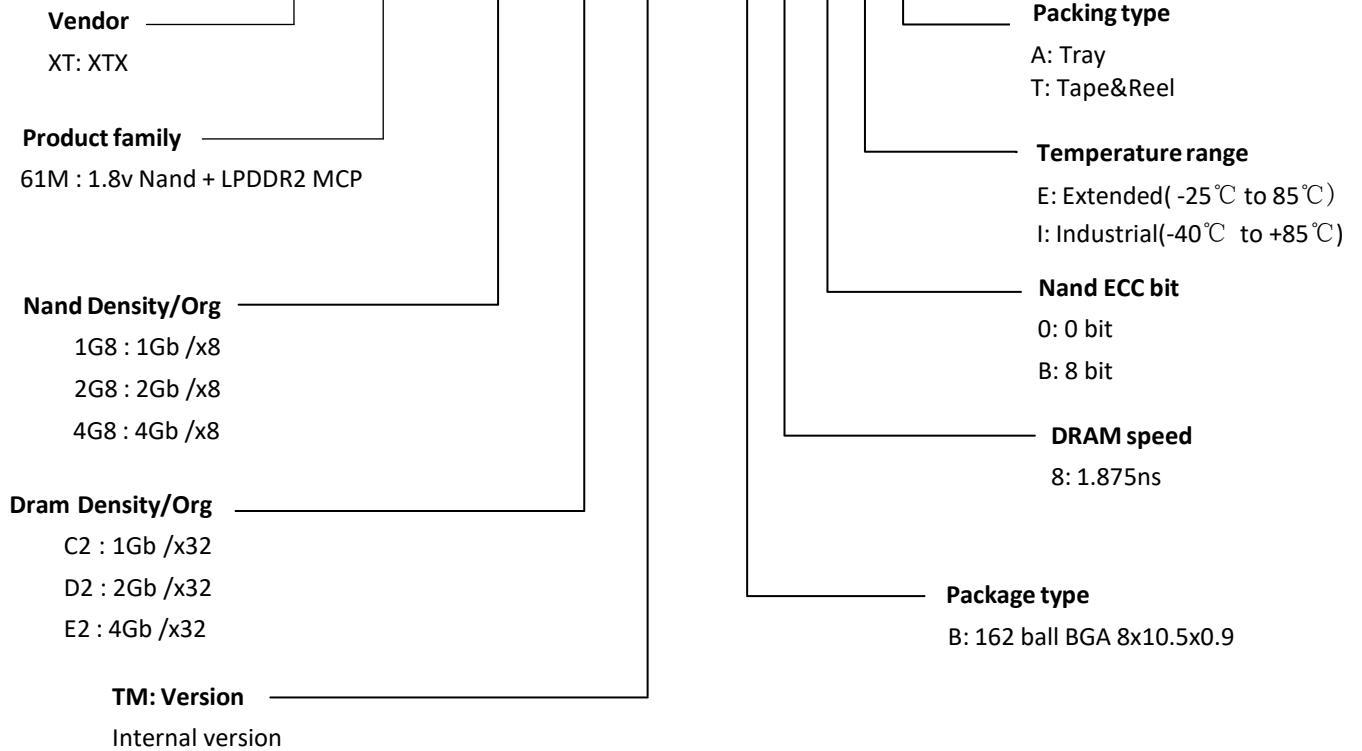 Vendor
XT: XTX
Product family
61M : 1.8v Nand + LPDDR2 MCP
Nand Density/Org
1G8 : 1Gb /x8
2G8 : 2Gb /x8
4G8 : 4Gb /x8
Dram Density/Org
C2 : 1Gb /x32
D2 : 2Gb /x32
E2 : 4Gb /x32
TM: Version
Internal version
Packing type
A: Tray
T: Tape&Reel
Temperature range
E: Extended( -25℃ to 85℃）
I: Industrial(-40℃ to +85℃)
Nand ECC bit
0: 0 bit
B: 8 bit
DRAM speed
8: 1.875ns
Package type
B: 162 ball BGA 8x10.5x0.9